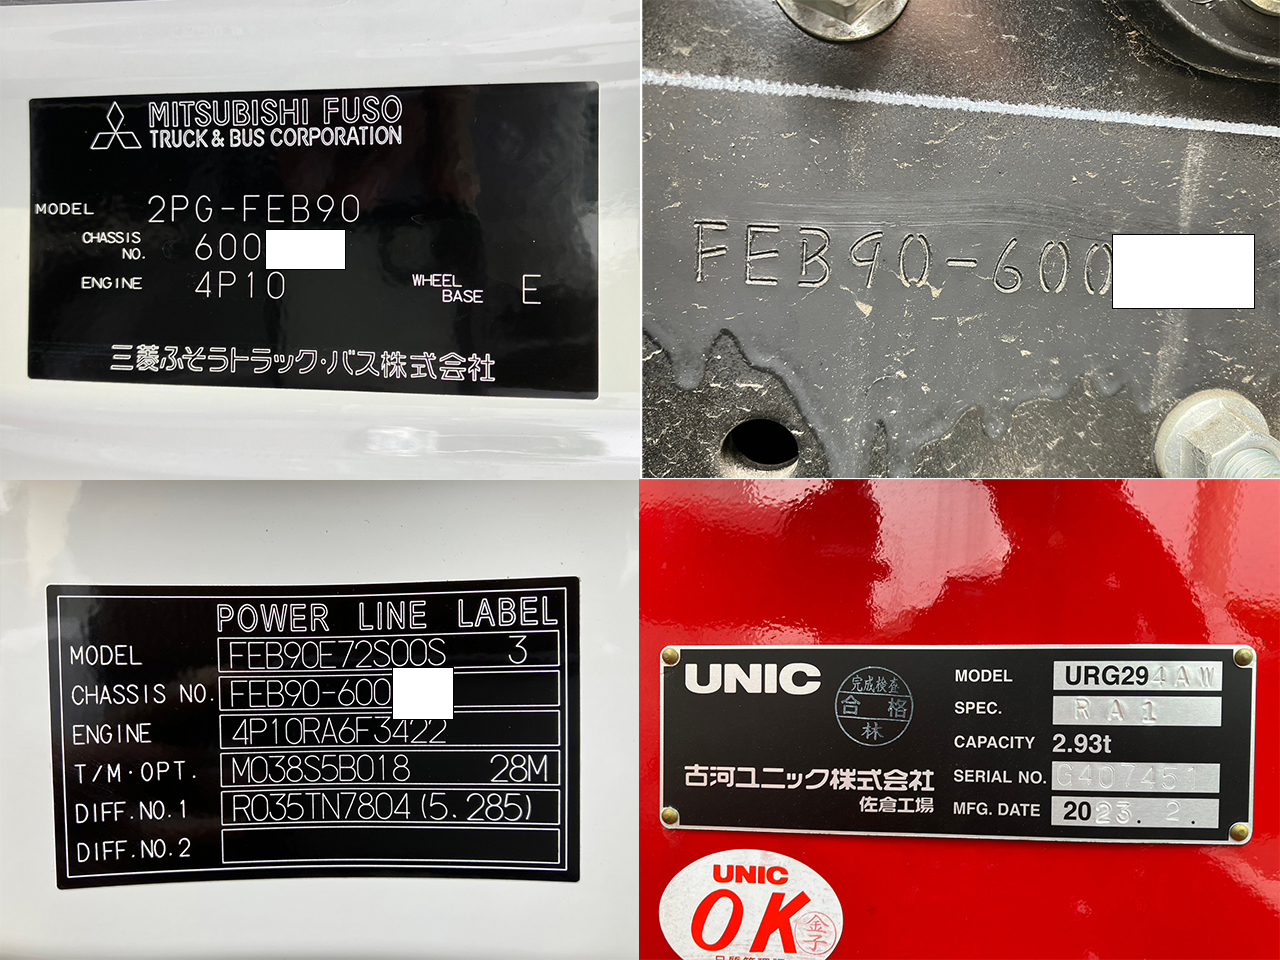 MITSUBISHI FUSO
TRUCK & BUS CORPORATION
MODEL 2PG-FEB90
CHASSIS NO. 600
ENGINE 4P10 WHEEL BASE E
三菱ふそうトラック・バス株式会社
FEB90-600
POWER LINE LABEL
MODEL FEB90E72S00S 3
CHASSIS NO. FEB90-600
ENGINE 4P10RA6F3422
T/M・OPT. M038S5B018 28M
DIFF.NO.1 R035TN7804(5.285)
DIFF.NO.2
UNIC
完成検査
合格
林
MODEL URG294AW
SPEC. RA1
CAPACITY 2.93t
SERIAL NO. G407451
MFG. DATE 2023. 2.
古河ユニック株式会社
佐倉工場
UNIC
OK
金子